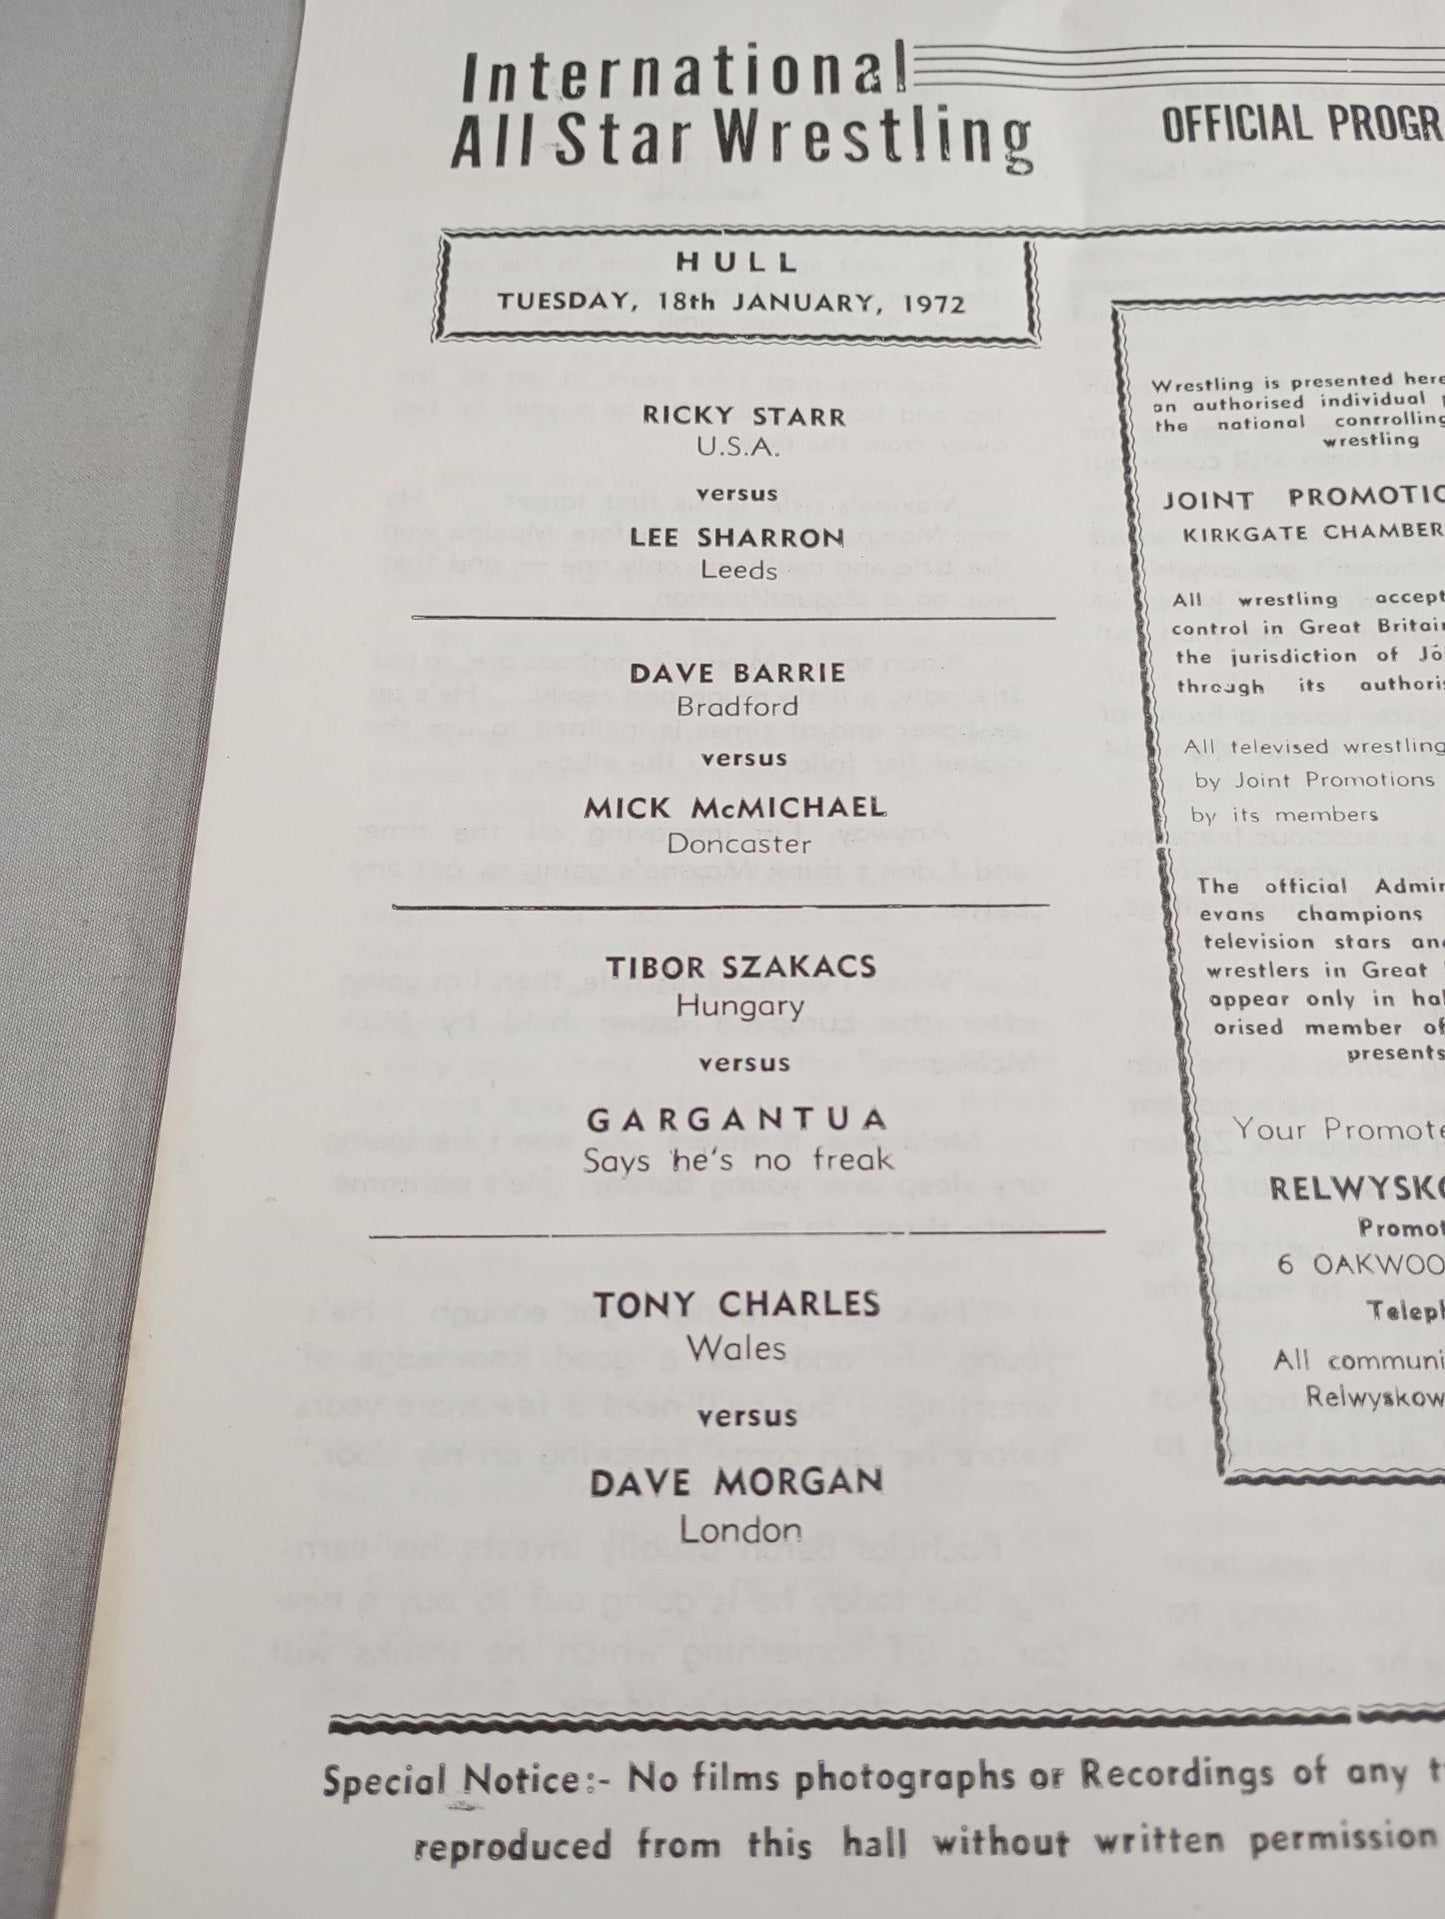 International
All Star Wrestling
OFFICIAL PROGR
HULL
TUESDAY, 18th JANUARY, 1972
RICKY STARR
U.S.A.
versus
LEE SHARRON
Leeds
DAVE BARRIE
Bradford
versus
MICK McMICHAEL
Doncaster
TIBOR SZAKACS
Hungary
versus
GARGANTUA
Says he's no freak
TONY CHARLES
Wales
versus
DAVE MORGAN
London
Wrestling is presented here
an authorised individual
the national conrrolling
wrestling
JOINT PROMOTIO
KIRKGATE CHAMBER
All wrestling accept
control in Great Britain
the jurisdiction of Jo
through its authoris
All televised wrestling
by Joint Promotions
by its members
The official Admir
evans champions
television stars and
wrestlers in Great
appear only in hal
orised member of
presents
Your Promote
RELWYSKO
Promot
6 OAKWOO
Teleph
All communi
Relwyskow
Special Notice:- No films photographs or Recordings of any t
reproduced from this hall without written permission